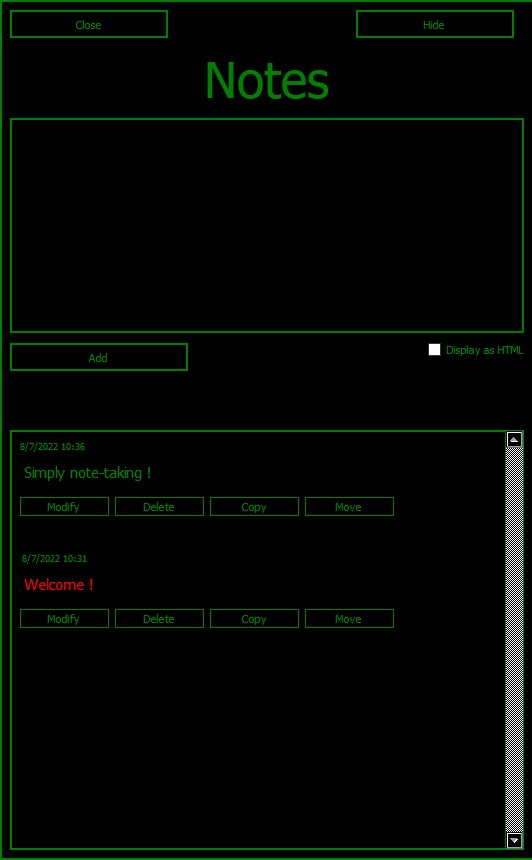 Close Hide
Notes
Add Display as HTML
8/7/2022 10:36
Simply note-taking !
Modify Delete Copy Move
8/7/2022 10:31
Welcome !
Modify Delete Copy Move